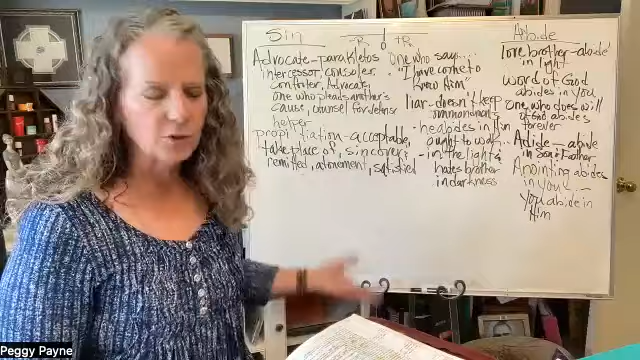 Sin
-R 0 +R
Advocate-parakletos
intercessor, consoler
comforter, Advocate
one who pleads another's
cause, counsel for defense
helper
propitiation-acceptable,
take place of, sin covers
remitted, atonement, satisfied
One who says....
"I have come to
know Him"
liar-doesn't keep
commandments
-he abides in Him
ought to walk
-in the light &
hates brother
in darkness
Abide
love brother-abide
in light
word of God
abides in you
one who does will
of God abides
forever
Abide-abide
in Son & Father
Anointing abides
in you...
You abide in
Him
Peggy Payne